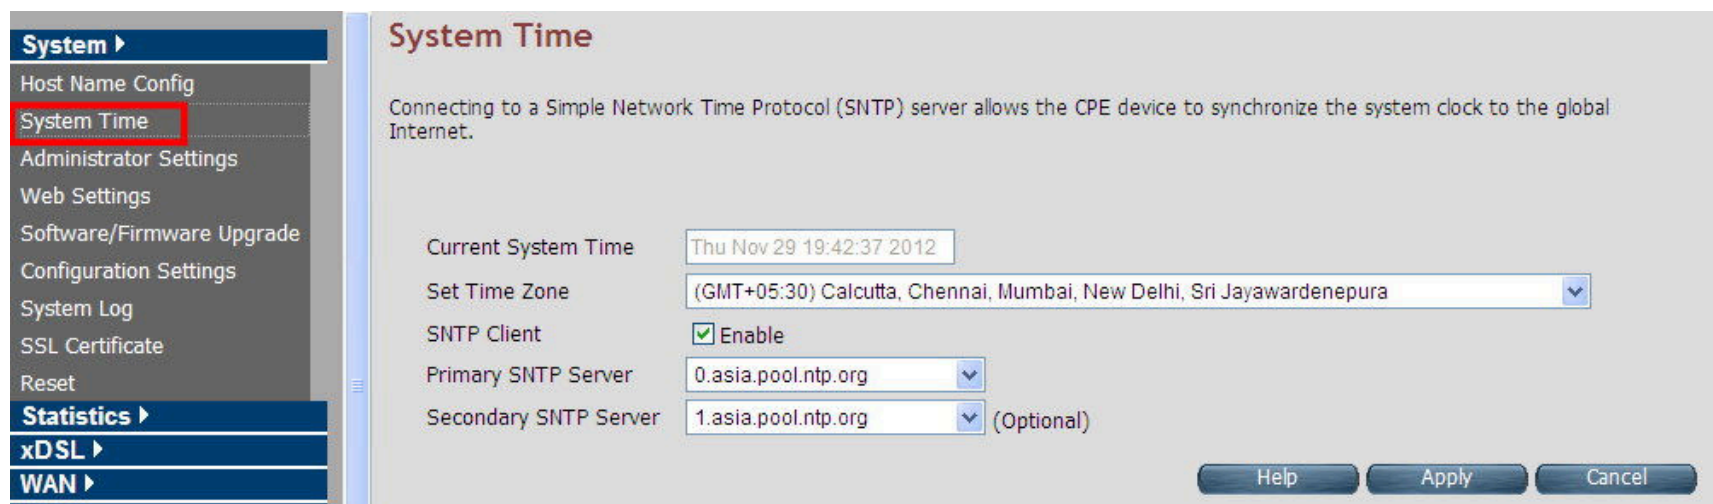 System
Host Name Config
System Time
Administrator Settings
Web Settings
Software/Firmware Upgrade
Configuration Settings
System Log
SSL Certificate
Reset
Statistics
xDSL
WAN
System Time
Connecting to a Simple Network Time Protocol (SNTP) server allows the CPE device to synchronize the system clock to the global
Internet.
Current System Time Thu Nov 29 19:42:37 2012
Set Time Zone (GMT+05:30) Calcutta, Chennai, Mumbai, New Delhi, Sri Jayawardenepura
SNTP Client Enable
Primary SNTP Server 0.asia.pool.ntp.org
Secondary SNTP Server 1.asia.pool.ntp.org (Optional)
Help Apply Cancel